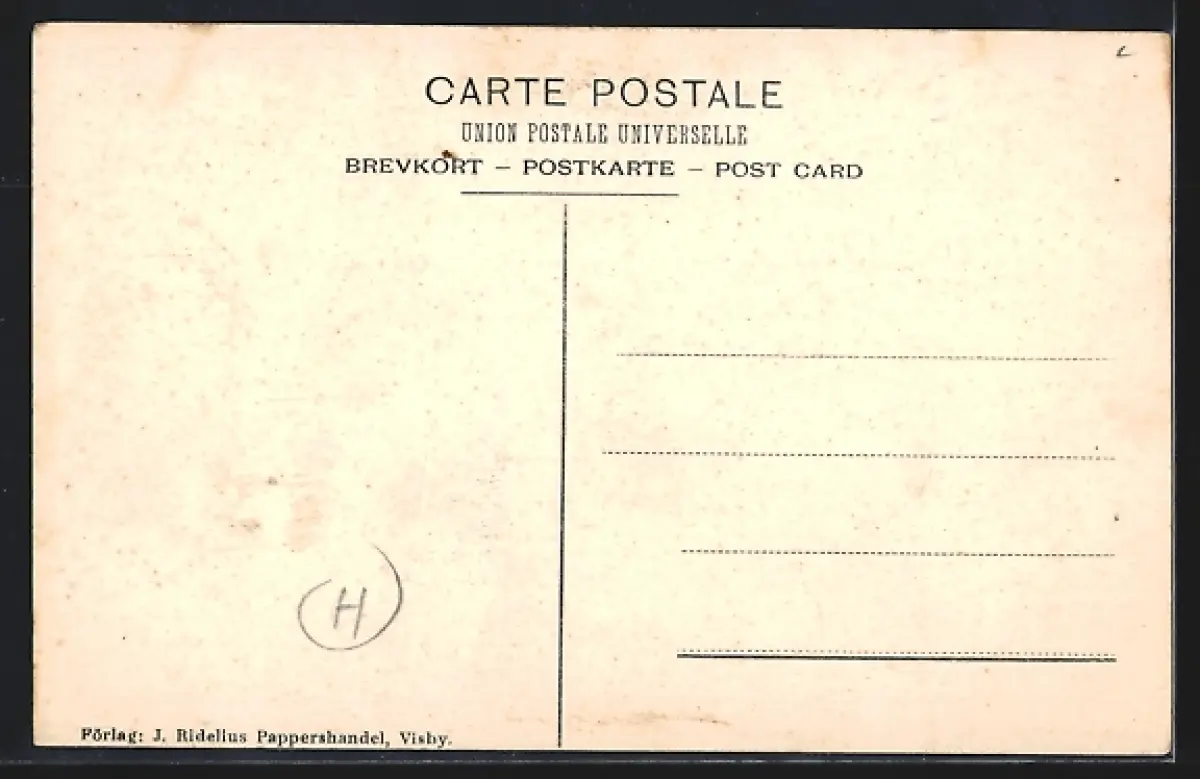 CARTE POSTALE
UNION POSTALE UNIVERSELLE
BREVKORT – POSTKARTE – POST CARD
H
Förlag: J. Ridelius Pappershandel, Visby.